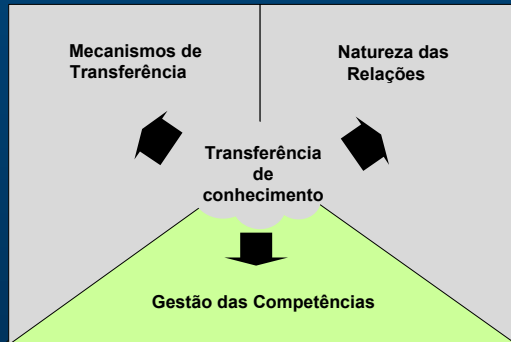 Mecanismos de
Transferência
Natureza das
Relações
Transferência
de
conhecimento
Gestão das Competências